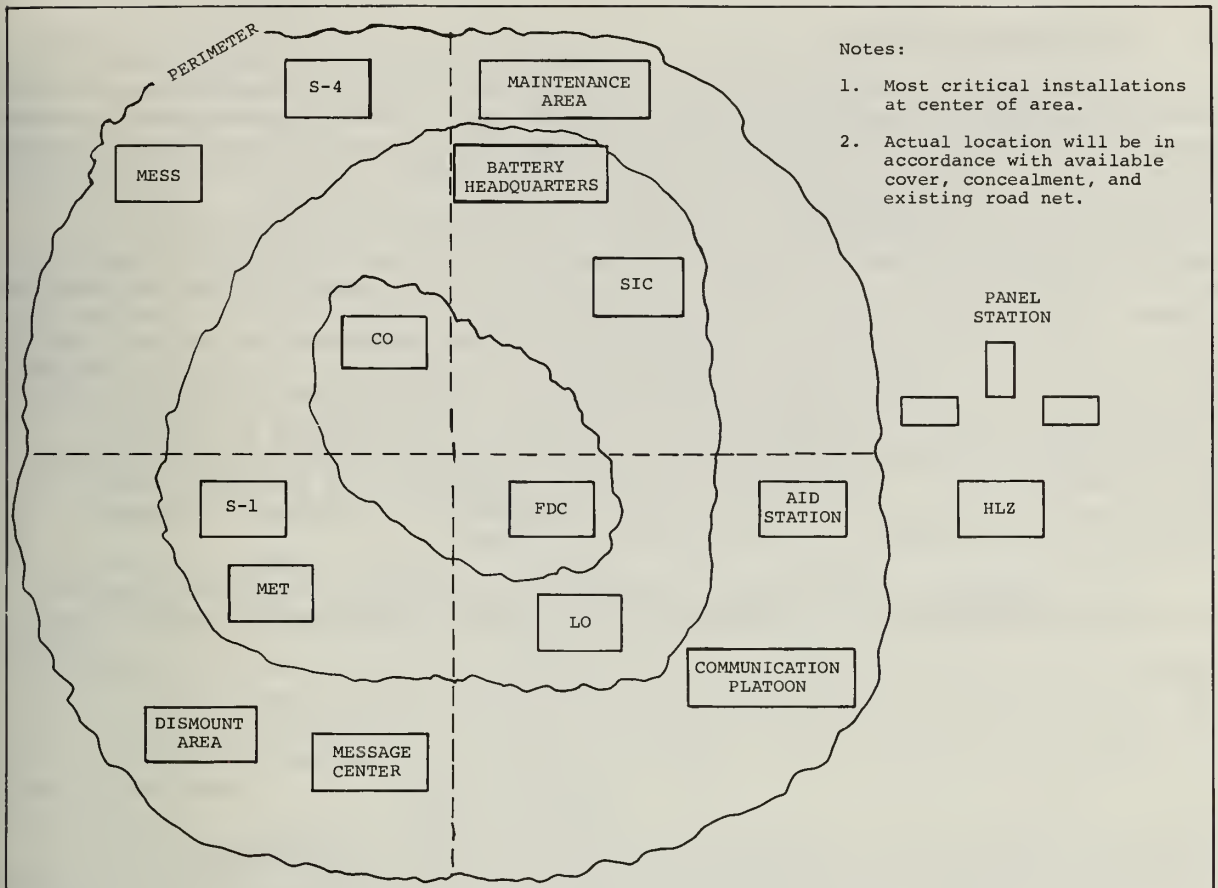 PERIMETER
S-4
MAINTENANCE
AREA
Notes:
1. Most critical installations
at center of area.
2. Actual location will be in
accordance with available
cover, concealment, and
existing road net.
MESS
BATTERY
HEADQUARTERS
SIC
PANEL
STATION
CO
S-1
FDC
AID
STATION
HLZ
MET
LO
COMMUNICATION
PLATOON
DISMOUNT
AREA
MESSAGE
CENTER